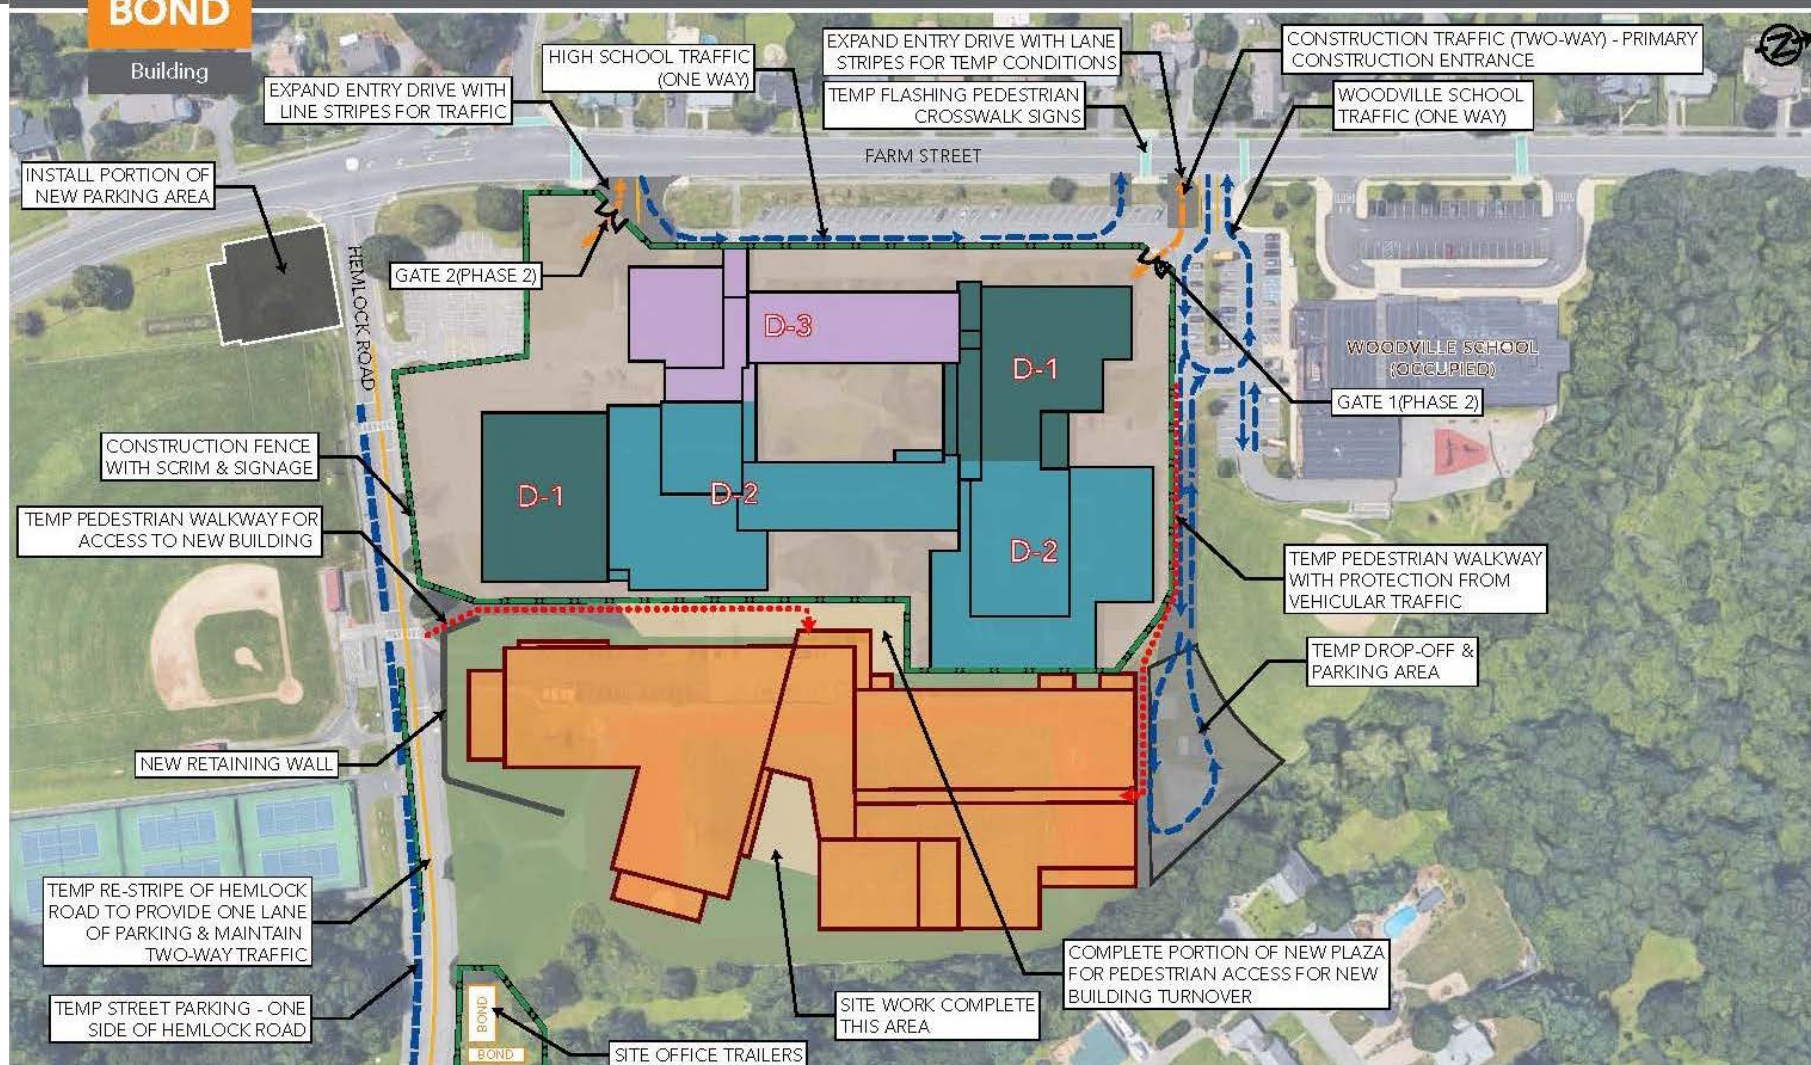 BOND
Building
EXPAND ENTRY DRIVE WITH
LINE STRIPES FOR TRAFFIC
HIGH SCHOOL TRAFFIC
(ONE WAY)
EXPAND ENTRY DRIVE WITH LANE
STRIPES FOR TEMP CONDITIONS
TEMP FLASHING PEDESTRIAN
CROSSWALK SIGNS
CONSTRUCTION TRAFFIC (TWO-WAY) - PRIMARY
CONSTRUCTION ENTRANCE
WOODVILLE SCHOOL
TRAFFIC (ONE WAY)
Z
FARM STREET
INSTALL PORTION OF
NEW PARKING AREA
HEMLOCK ROAD
GATE 2(PHASE 2)
D-3
D-1
WOODVILLE SCHOOL
(OCCUPIED)
GATE 1(PHASE 2)
CONSTRUCTION FENCE
WITH SCRIM & SIGNAGE
D-1
D-2
D-2
TEMP PEDESTRIAN WALKWAY FOR
ACCESS TO NEW BUILDING
TEMP PEDESTRIAN WALKWAY
WITH PROTECTION FROM
VEHICULAR TRAFFIC
TEMP DROP-OFF &
PARKING AREA
NEW RETAINING WALL
TEMP RE-STRIPE OF HEMLOCK
ROAD TO PROVIDE ONE LANE
OF PARKING & MAINTAIN
TWO-WAY TRAFFIC
TEMP STREET PARKING - ONE
SIDE OF HEMLOCK ROAD
BOND
BOND
SITE OFFICE TRAILERS
SITE WORK COMPLETE
THIS AREA
COMPLETE PORTION OF NEW PLAZA
FOR PEDESTRIAN ACCESS FOR NEW
BUILDING TURNOVER